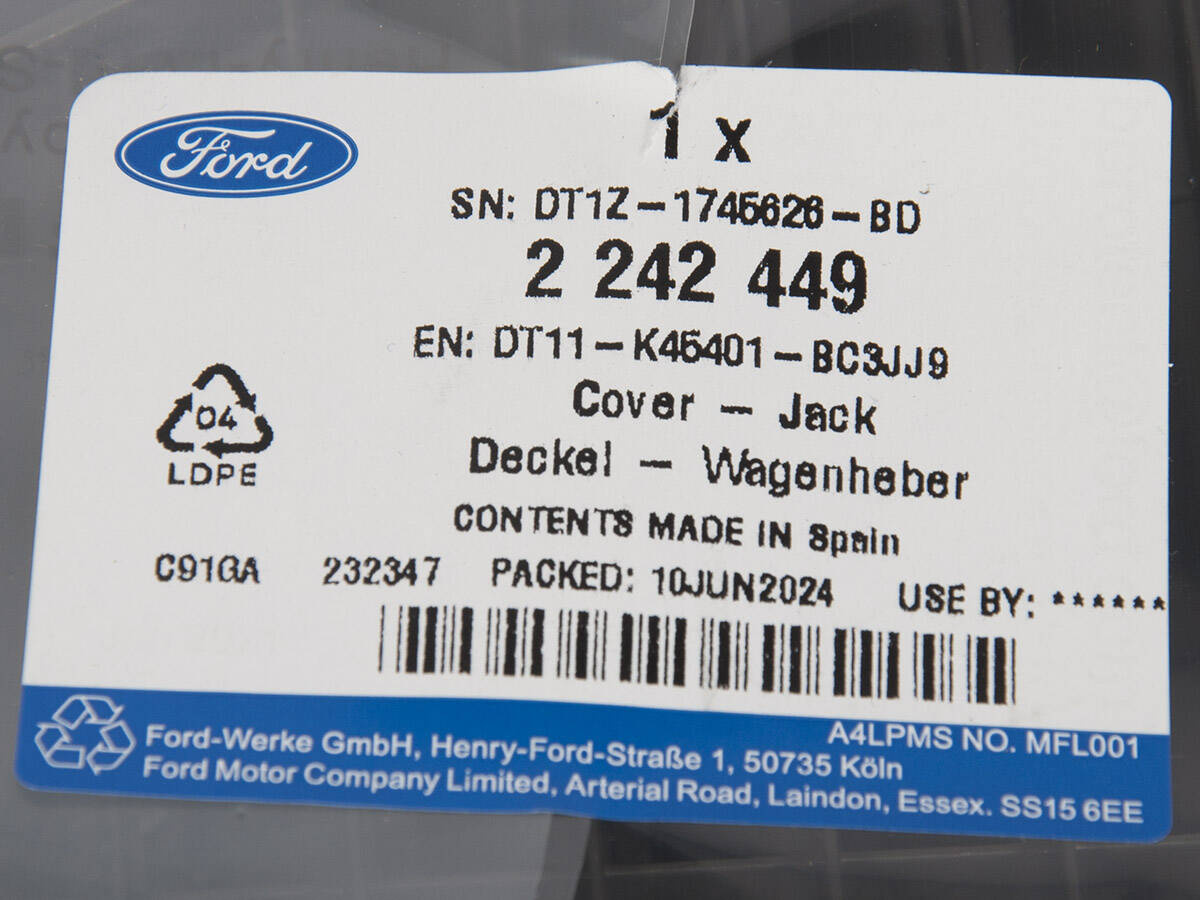 Ford
1 x
SN: DT1Z-1745626-BD
2 242 449
EN: DT11-K45401-BC3JJ9
Cover - Jack
Deckel - Wagenheber
04
LDPE
CONTENTS MADE IN Spain
C91GA 232347 PACKED: 10JUN2024 USE BY: ******
A4LPMS NO. MFL001
Ford-Werke GmbH, Henry-Ford-Straße 1, 50735 Köln
Ford Motor Company Limited, Arterial Road, Laindon, Essex. SS15 6EE